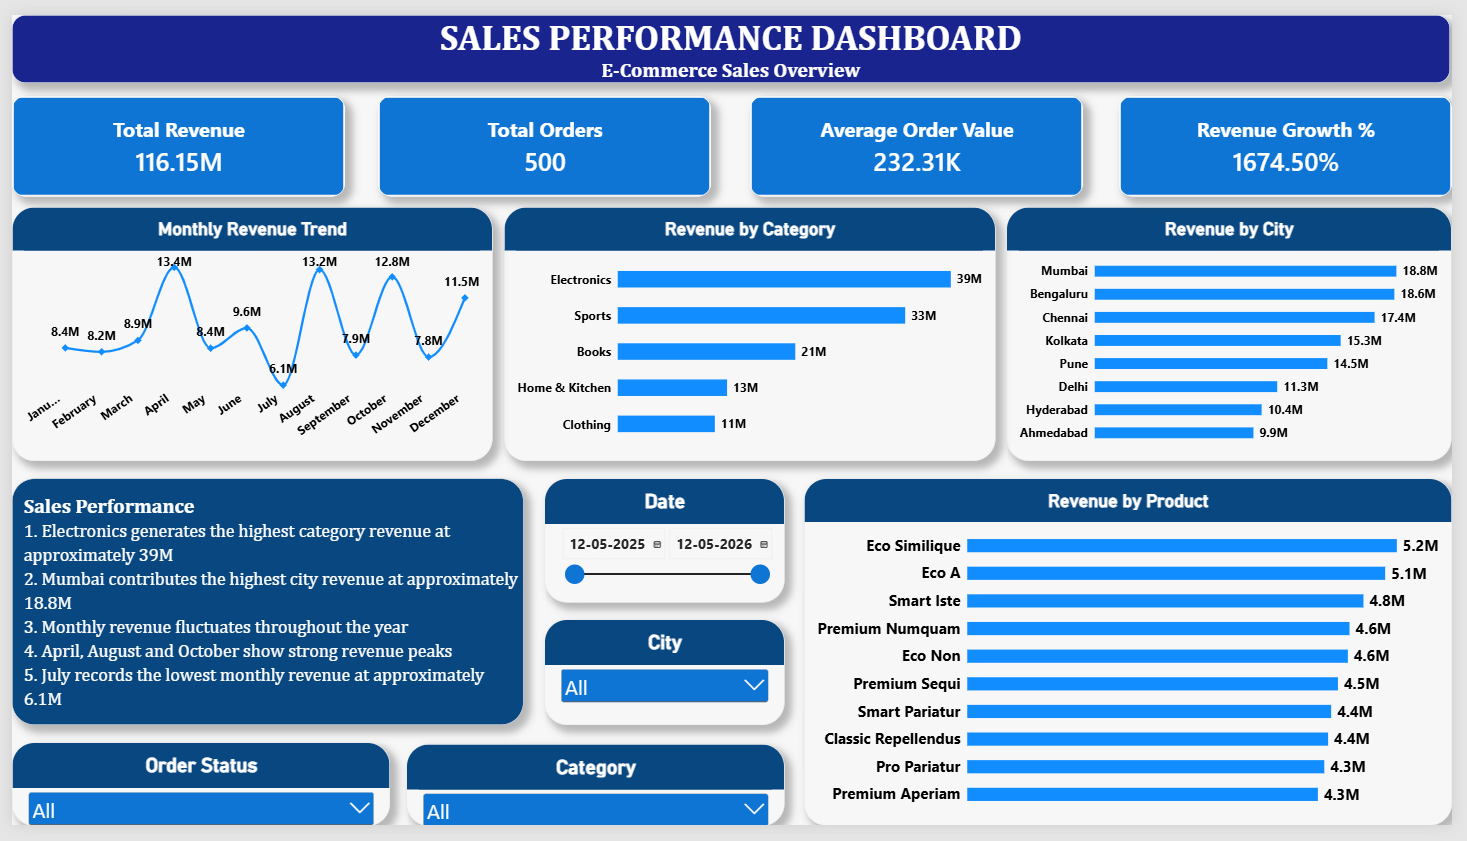 SALES PERFORMANCE DASHBOARD
E-Commerce Sales Overview
Total Revenue
116.15M
Total Orders
500
Average Order Value
232.31K
Revenue Growth %
1674.50%
Monthly Revenue Trend
8.4M
8.2M
8.9M
13.4M
8.4M
9.6M
6.1M
13.2M
7.9M
12.8M
7.8M
11.5M
Janu...
February
March
April
May
June
July
August
September
October
November
December
Revenue by Category
Electronics 39M
Sports 33M
Books 21M
Home & Kitchen 13M
Clothing 11M
Revenue by City
Mumbai 18.8M
Bengaluru 18.6M
Chennai 17.4M
Kolkata 15.3M
Pune 14.5M
Delhi 11.3M
Hyderabad 10.4M
Ahmedabad 9.9M
Sales Performance
1. Electronics generates the highest category revenue at
approximately 39M
2. Mumbai contributes the highest city revenue at approximately
18.8M
3. Monthly revenue fluctuates throughout the year
4. April, August and October show strong revenue peaks
5. July records the lowest monthly revenue at approximately
6.1M
Date
12-05-2025 12-05-2026
City
All
Revenue by Product
Eco Similique 5.2M
Eco A 5.1M
Smart Iste 4.8M
Premium Numquam 4.6M
Eco Non 4.6M
Premium Sequi 4.5M
Smart Pariatur 4.4M
Classic Repellendus 4.4M
Pro Pariatur 4.3M
Premium Aperiam 4.3M
Order Status
All
Category
All